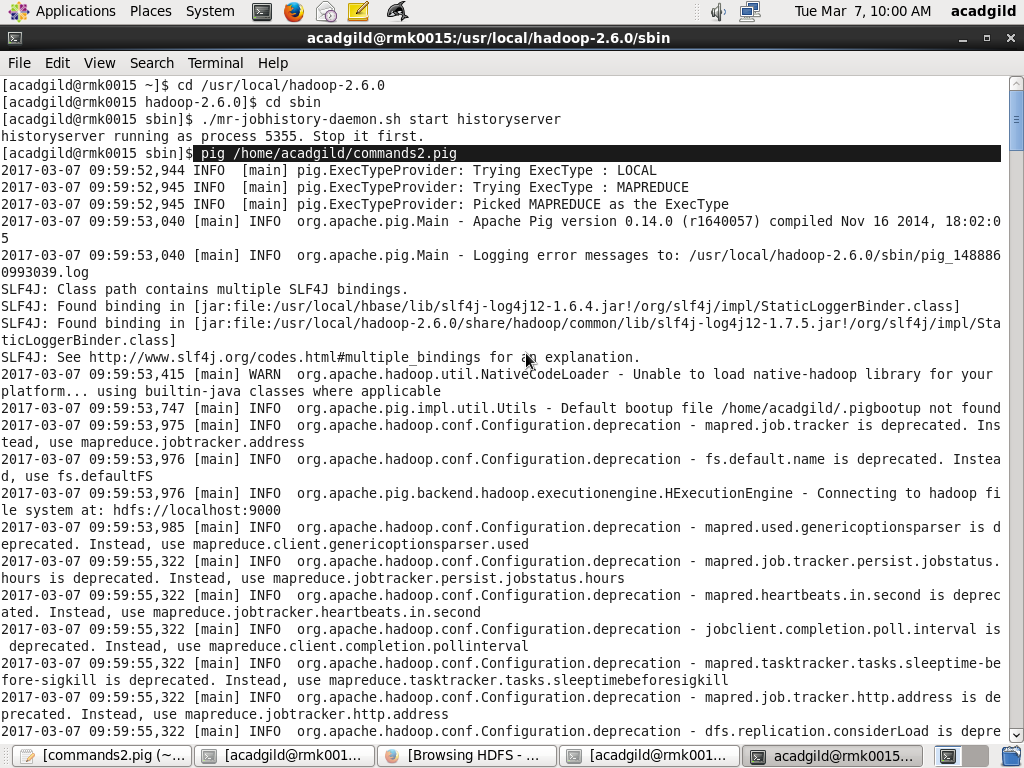 Applications Places System Tue Mar 7, 10:00 AM acadgild
acadgild@rmk0015:/usr/local/hadoop-2.6.0/sbin
File Edit View Search Terminal Help
[acadgild@rmk0015 ~]$ cd /usr/local/hadoop-2.6.0
[acadgild@rmk0015 hadoop-2.6.0]$ cd sbin
[acadgild@rmk0015 sbin]$ ./mr-jobhistory-daemon.sh start historyserver
historyserver running as process 5355. Stop it first.
[acadgild@rmk0015 sbin]$ pig /home/acadgild/commands2.pig
2017-03-07 09:59:52,944 INFO  [main] pig.ExecTypeProvider: Trying ExecType : LOCAL
2017-03-07 09:59:52,945 INFO  [main] pig.ExecTypeProvider: Trying ExecType : MAPREDUCE
2017-03-07 09:59:52,945 INFO  [main] pig.ExecTypeProvider: Picked MAPREDUCE as the ExecType
2017-03-07 09:59:53,040 [main] INFO  org.apache.pig.Main - Apache Pig version 0.14.0 (r1640057) compiled Nov 16 2014, 18:02:0
5
2017-03-07 09:59:53,040 [main] INFO  org.apache.pig.Main - Logging error messages to: /usr/local/hadoop-2.6.0/sbin/pig_148886
0993039.log
SLF4J: Class path contains multiple SLF4J bindings.
SLF4J: Found binding in [jar:file:/usr/local/hbase/lib/slf4j-log4j12-1.6.4.jar!/org/slf4j/impl/StaticLoggerBinder.class]
SLF4J: Found binding in [jar:file:/usr/local/hadoop-2.6.0/share/hadoop/common/lib/slf4j-log4j12-1.7.5.jar!/org/slf4j/impl/Sta
ticLoggerBinder.class]
SLF4J: See http://www.slf4j.org/codes.html#multiple_bindings for an explanation.
2017-03-07 09:59:53,415 [main] WARN  org.apache.hadoop.util.NativeCodeLoader - Unable to load native-hadoop library for your
platform... using builtin-java classes where applicable
2017-03-07 09:59:53,747 [main] INFO  org.apache.pig.impl.util.Utils - Default bootup file /home/acadgild/.pigbootup not found
2017-03-07 09:59:53,975 [main] INFO  org.apache.hadoop.conf.Configuration.deprecation - mapred.job.tracker is deprecated. Ins
tead, use mapreduce.jobtracker.address
2017-03-07 09:59:53,976 [main] INFO  org.apache.hadoop.conf.Configuration.deprecation - fs.default.name is deprecated. Instea
d, use fs.defaultFS
2017-03-07 09:59:53,976 [main] INFO  org.apache.pig.backend.hadoop.executionengine.HExecutionEngine - Connecting to hadoop fi
le system at: hdfs://localhost:9000
2017-03-07 09:59:53,985 [main] INFO  org.apache.hadoop.conf.Configuration.deprecation - mapred.used.genericoptionsparser is d
eprecated. Instead, use mapreduce.client.genericoptionsparser.used
2017-03-07 09:59:55,322 [main] INFO  org.apache.hadoop.conf.Configuration.deprecation - mapred.job.tracker.persist.jobstatus.
hours is deprecated. Instead, use mapreduce.jobtracker.persist.jobstatus.hours
2017-03-07 09:59:55,322 [main] INFO  org.apache.hadoop.conf.Configuration.deprecation - mapred.heartbeats.in.second is deprec
ated. Instead, use mapreduce.jobtracker.heartbeats.in.second
2017-03-07 09:59:55,322 [main] INFO  org.apache.hadoop.conf.Configuration.deprecation - jobclient.completion.poll.interval is
 deprecated. Instead, use mapreduce.client.completion.pollinterval
2017-03-07 09:59:55,322 [main] INFO  org.apache.hadoop.conf.Configuration.deprecation - mapred.tasktracker.tasks.sleeptime-be
fore-sigkill is deprecated. Instead, use mapreduce.tasktracker.tasks.sleeptimebeforesigkill
2017-03-07 09:59:55,322 [main] INFO  org.apache.hadoop.conf.Configuration.deprecation - mapred.job.tracker.http.address is de
precated. Instead, use mapreduce.jobtracker.http.address
2017-03-07 09:59:55,322 [main] INFO  org.apache.hadoop.conf.Configuration.deprecation - dfs.replication.considerLoad is depre
[commands2.pig (~... [acadgild@rmk001... [Browsing HDFS - ... [acadgild@rmk001... acadgild@rmk0015...